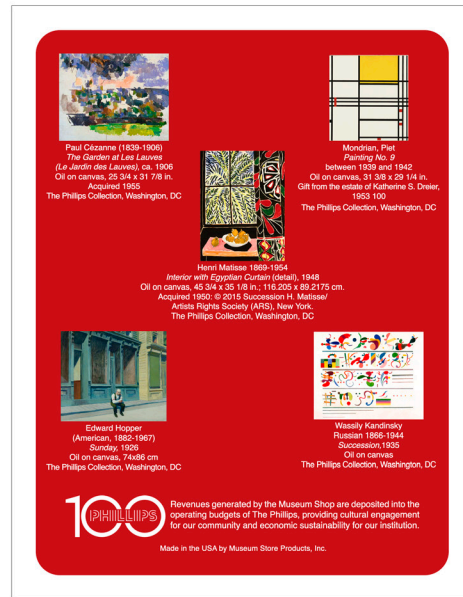 Paul Cézanne (1839-1906)
The Garden at Les Lauves
(Le Jardin des Lauves), ca. 1906
Oil on canvas, 25 3/4 x 31 7/8 in.
Acquired 1955
The Phillips Collection, Washington, DC
Mondrian, Piet
Painting No. 9
between 1939 and 1942
Oil on canvas, 31 3/8 x 29 1/4 in.
Gift from the estate of Katherine S. Dreier,
1953 100
The Phillips Collection, Washington, DC
Henri Matisse 1869-1954
Interior with Egyptian Curtain (detail), 1948
Oil on canvas, 45 3/4 x 35 1/8 in.; 116.205 x 89.2175 cm.
Acquired 1950: © 2015 Succession H. Matisse/
Artists Rights Society (ARS), New York.
The Phillips Collection, Washington, DC
Edward Hopper
(American, 1882-1967)
Sunday, 1926
Oil on canvas, 74x86 cm
The Phillips Collection, Washington, DC
Wassily Kandinsky
Russian 1866-1944
Succession,1935
Oil on canvas
The Phillips Collection, Washington, DC
100
PHILLIPS
Revenues generated by the Museum Shop are deposited into the
operating budgets of The Phillips, providing cultural engagement
for our community and economic sustainability for our institution.
Made in the USA by Museum Store Products, Inc.